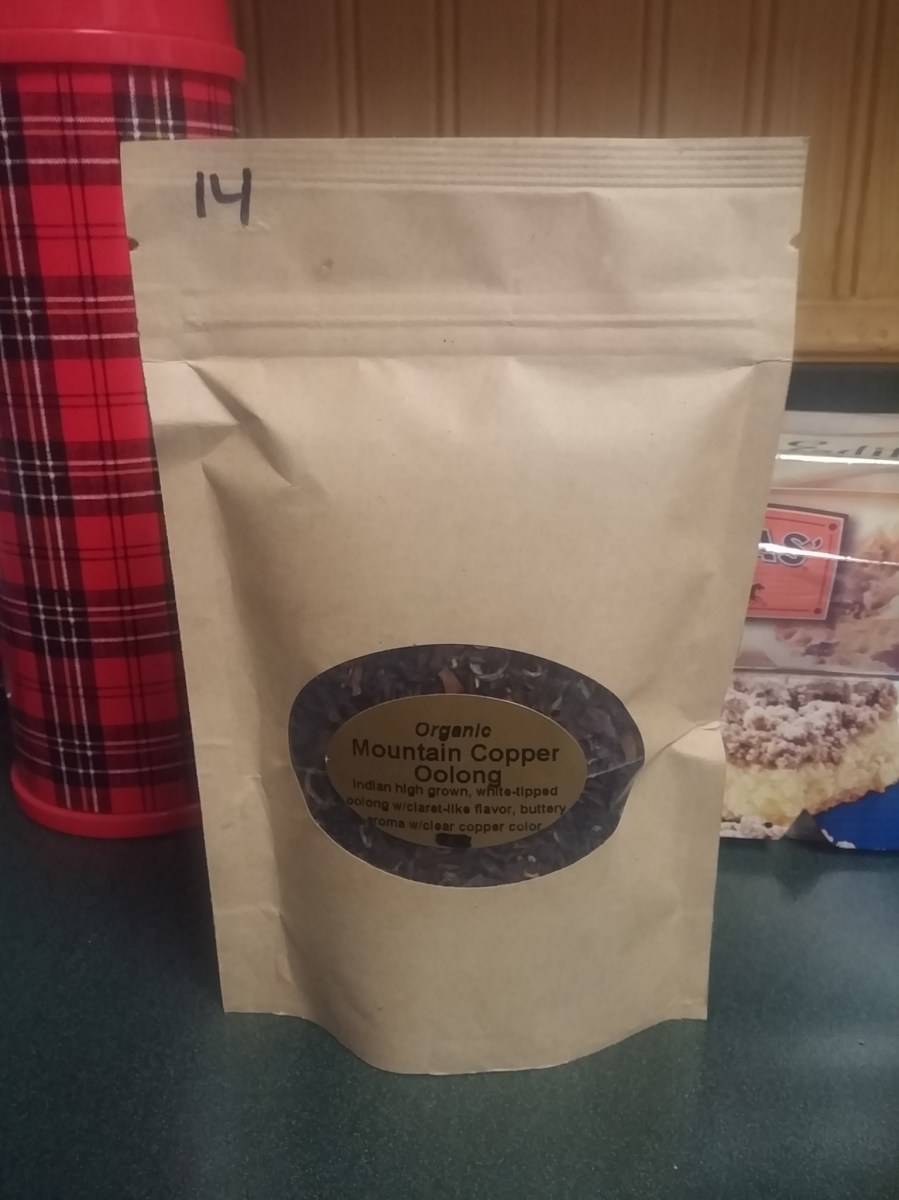 14
Organic
Mountain Copper
Oolong
Indian high grown, white-tipped
oolong w/claret-like flavor, buttery
aroma w/clear copper color
AS'